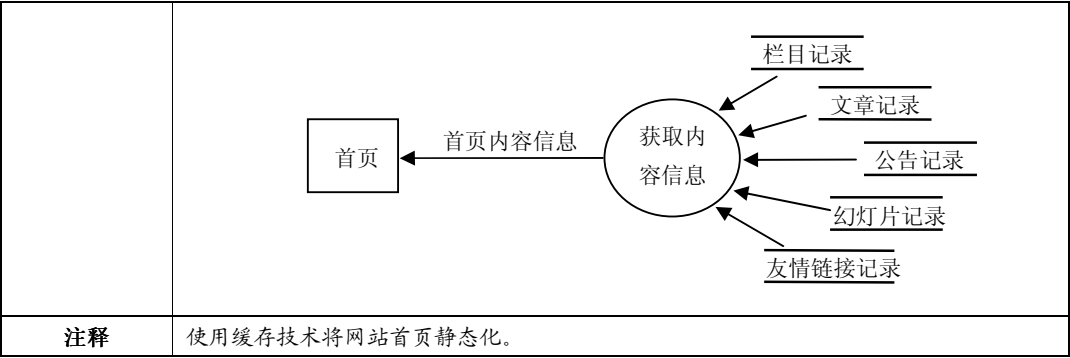 栏目记录
文章记录
首页
首页内容信息
获取内
容信息
公告记录
幻灯片记录
友情链接记录
注释
使用缓存技术将网站首页静态化。